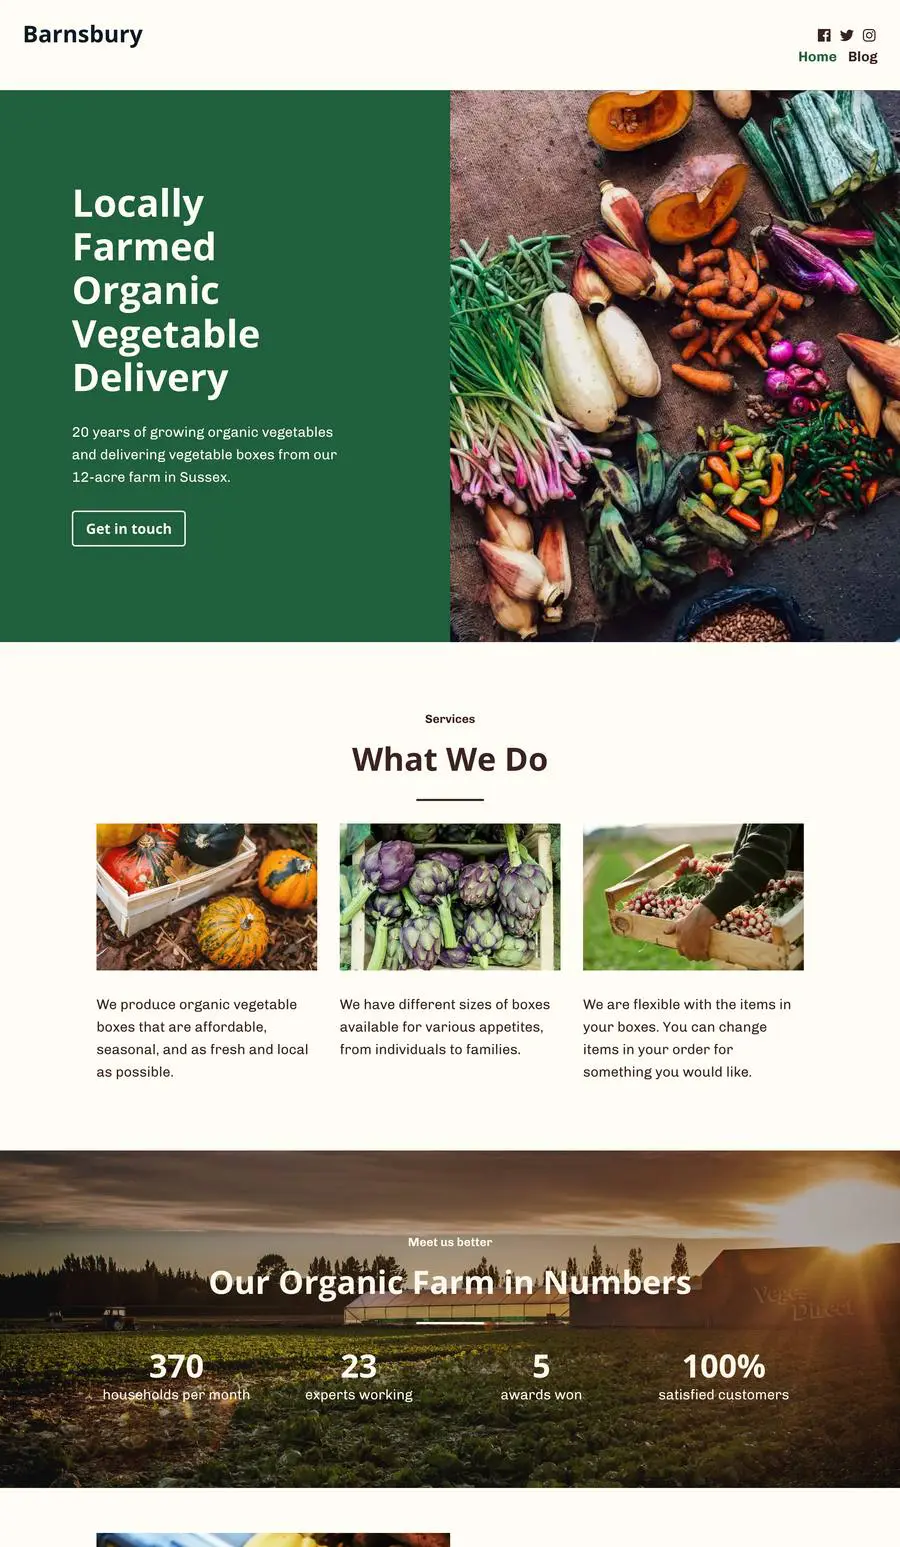 Barnsbury
Home Blog
Locally
Farmed
Organic
Vegetable
Delivery
20 years of growing organic vegetables
and delivering vegetable boxes from our
12-acre farm in Sussex.
Get in touch
Services
What We Do
We produce organic vegetable
boxes that are affordable,
seasonal, and as fresh and local
as possible.
We have different sizes of boxes
available for various appetites,
from individuals to families.
We are flexible with the items in
your boxes. You can change
items in your order for
something you would like.
Meet us better
Our Organic Farm in Numbers
Veges
Direct
370
households per month
23
experts working
5
awards won
100%
satisfied customers